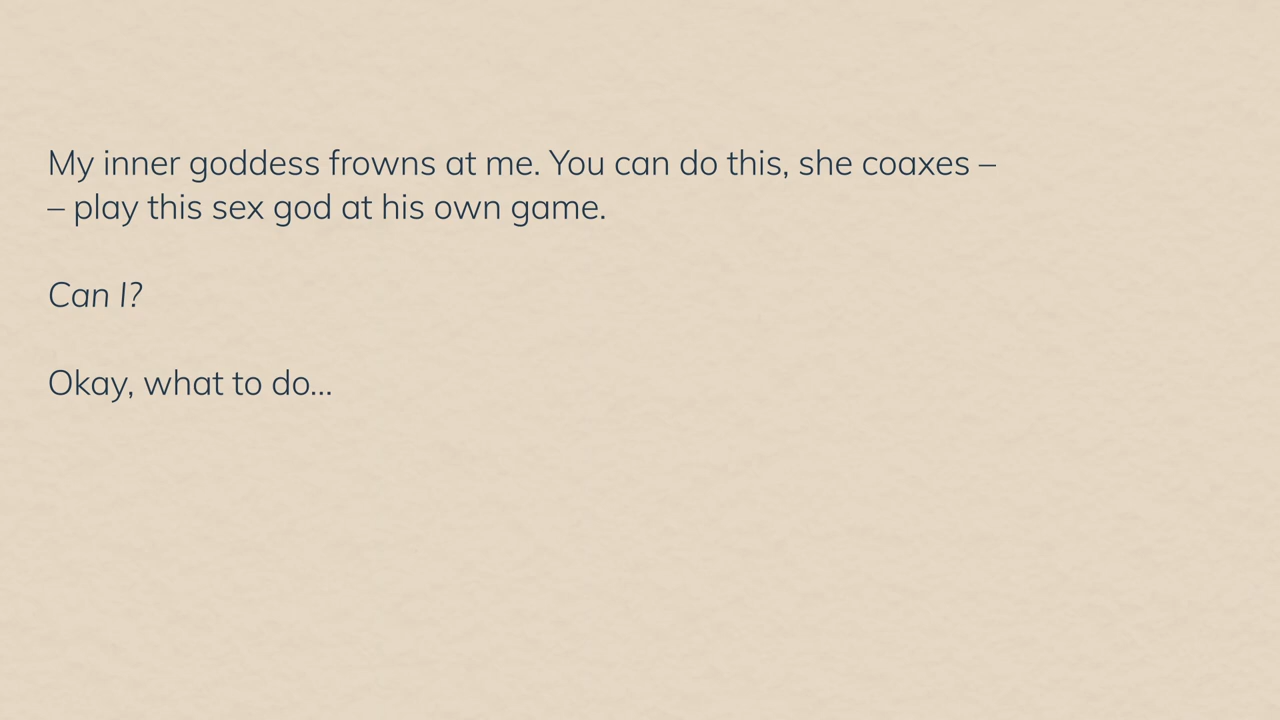 My inner goddess frowns at me. You can do this, she coaxes –
– play this sex god at his own game.
Can I?
Okay, what to do...